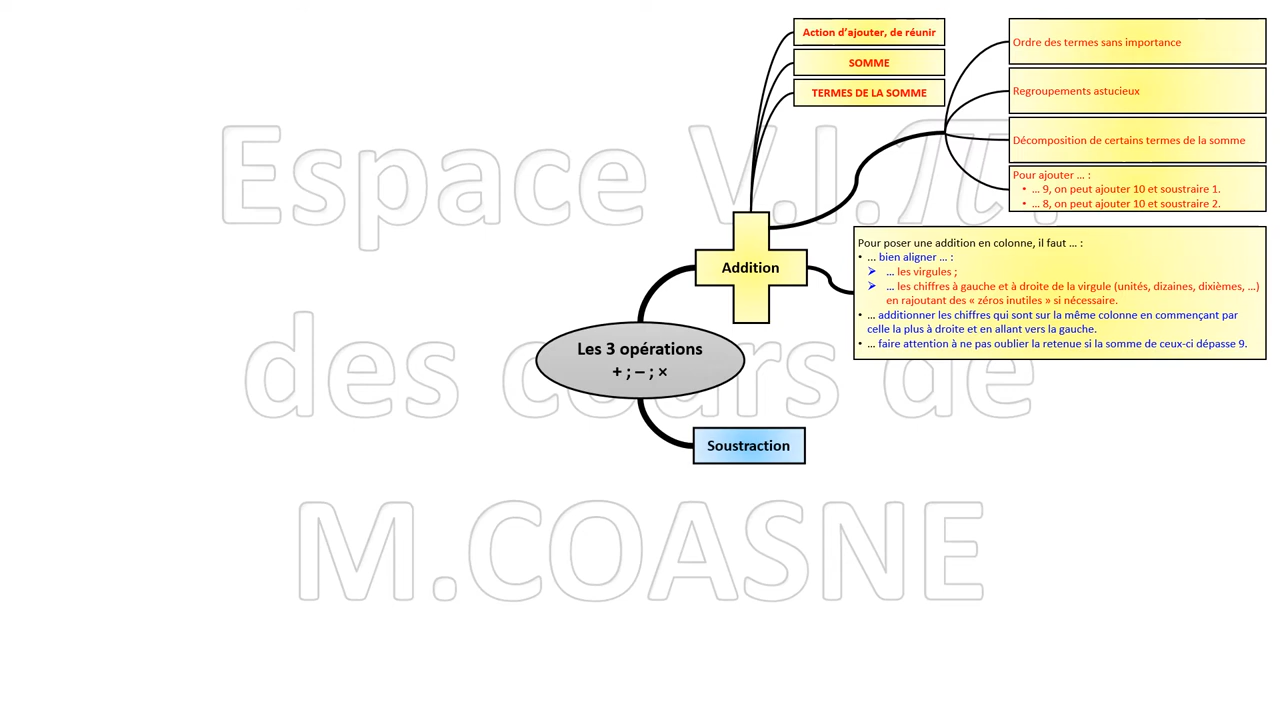 Action d'ajouter, de réunir
SOMME
TERMES DE LA SOMME
Ordre des termes sans importance
Regroupements astucieux
Décomposition de certains termes de la somme
Pour ajouter … :
• … 9, on peut ajouter 10 et soustraire 1.
• … 8, on peut ajouter 10 et soustraire 2.
Addition
Pour poser une addition en colonne, il faut … :
• … bien aligner … :
➢ … les virgules ;
➢ … les chiffres à gauche et à droite de la virgule (unités, dizaines, dixièmes, …)
en rajoutant des « zéros inutiles » si nécessaire.
• … additionner les chiffres qui sont sur la même colonne en commençant par
celle la plus à droite et en allant vers la gauche.
• … faire attention à ne pas oublier la retenue si la somme de ceux-ci dépasse 9.
Les 3 opérations
+ ; – ; ×
Soustraction
Espace V.I.π.
des cours de
M.COASNE